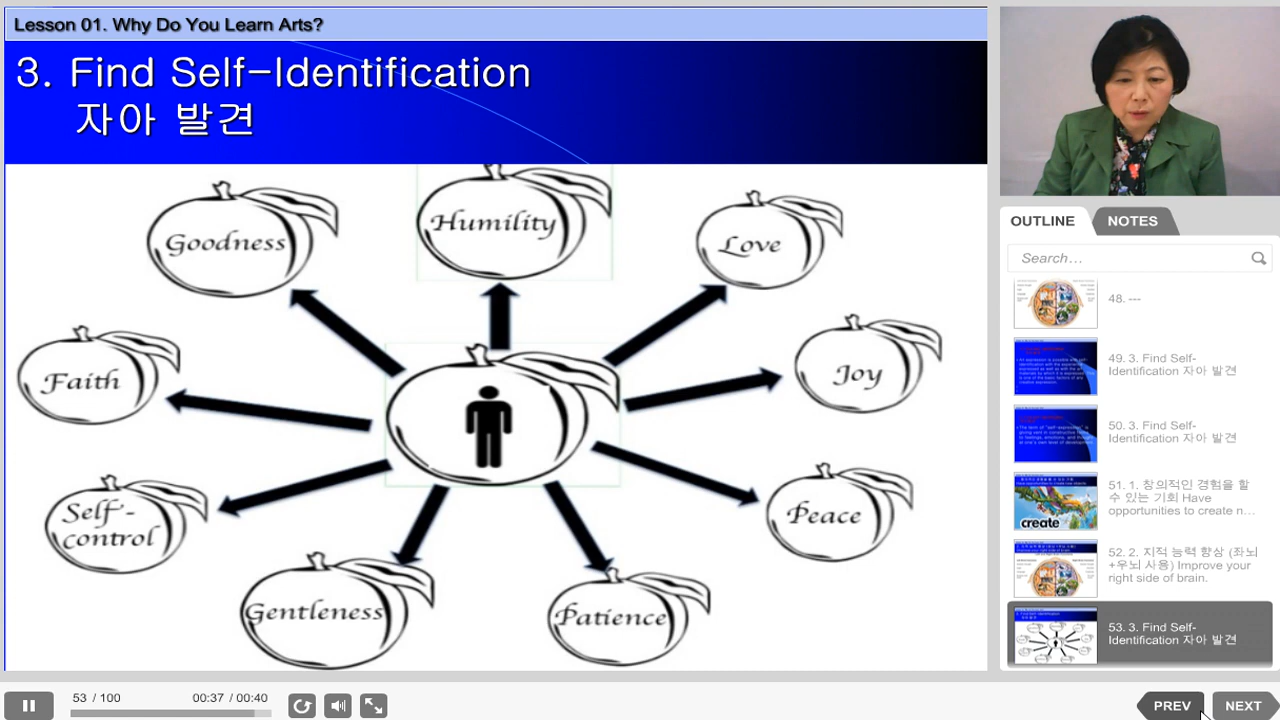 Lesson 01. Why Do You Learn Arts?
3. Find Self-Identification
자아 발견
Goodness
Humility
Love
Faith
Joy
Self-
control
Peace
Gentleness
Patience
OUTLINE
NOTES
Search...
48. ---
49. 3. Find Self-
Identification 자아 발견
50. 3. Find Self-
Identification 자아 발견
51. 1. 창의적인 경험을 할
수 있는 기회 Have
opportunities to create n...
create
52. 2. 지적 능력 향상 (좌뇌
+우뇌 사용) Improve your
right side of brain.
53. 3. Find Self-
Identification 자아 발견
53 / 100
00:37 / 00:40
PREV
NEXT